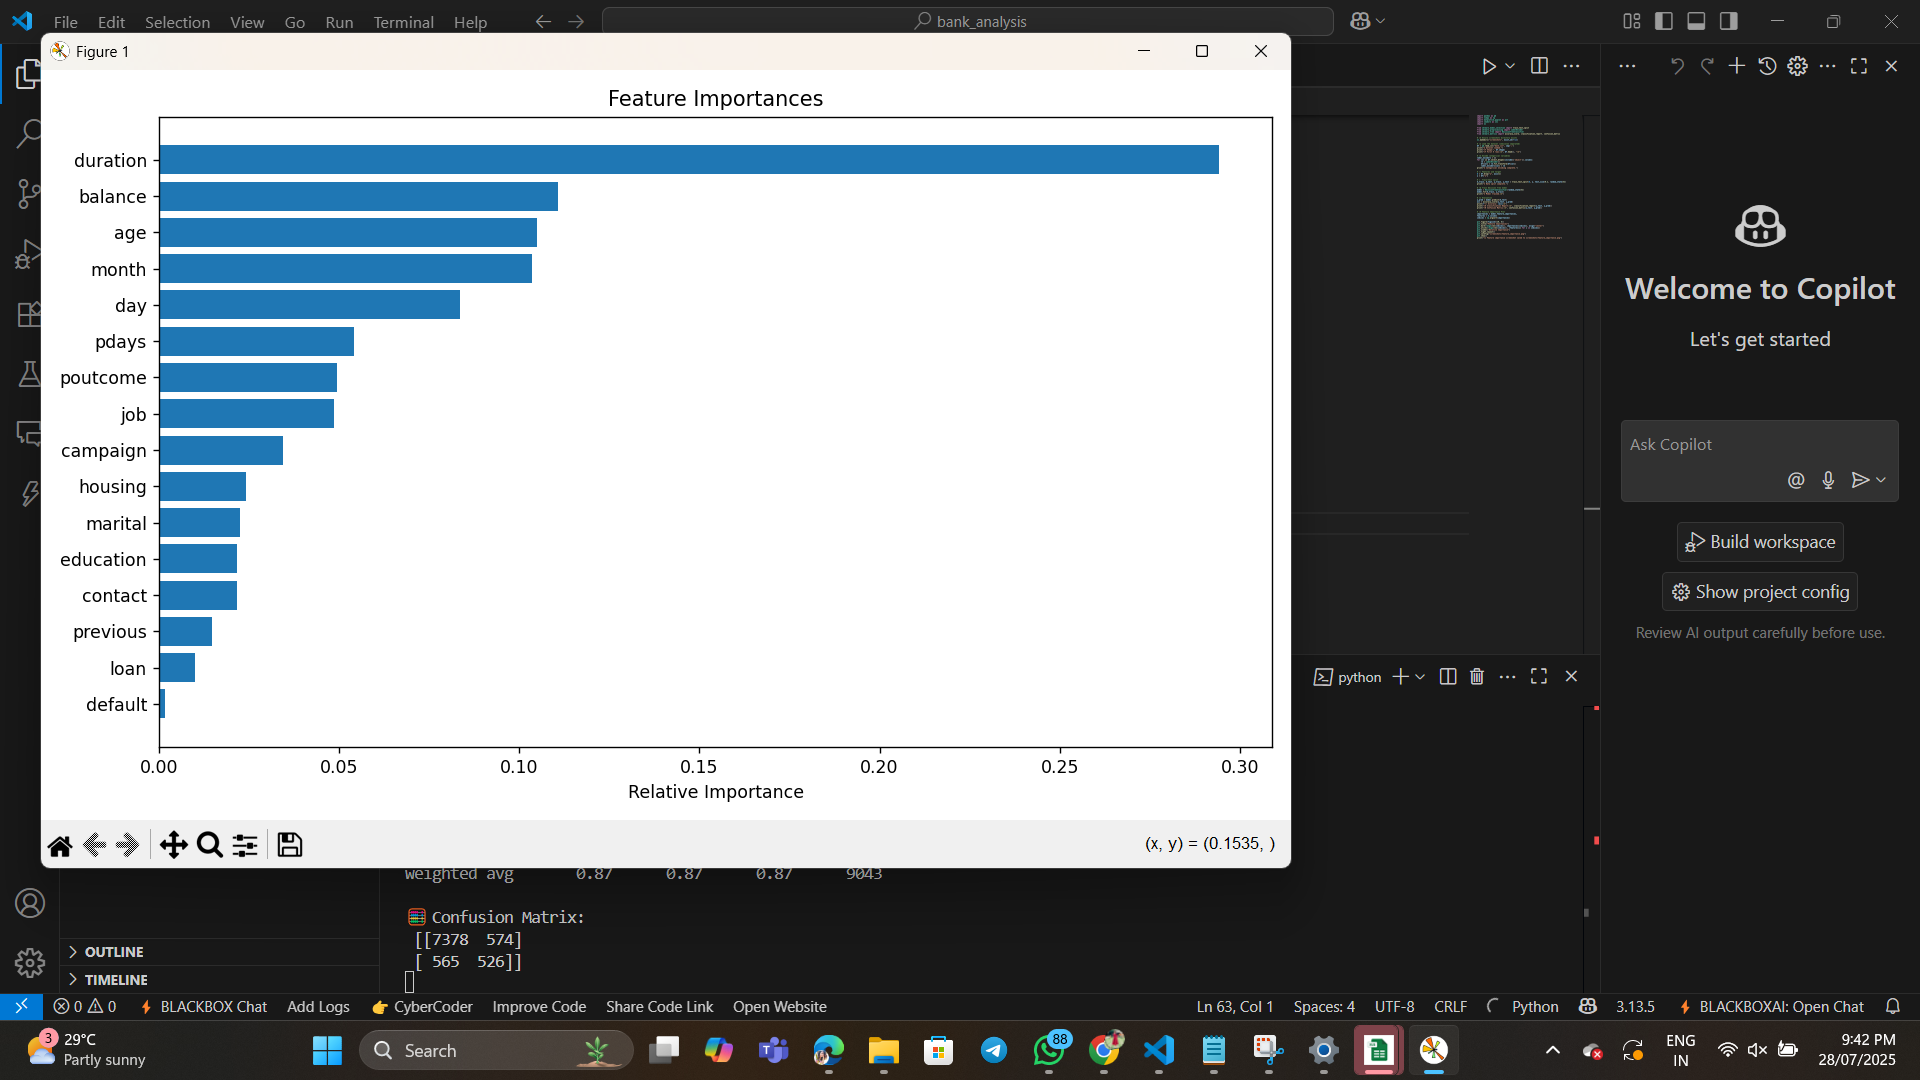 File Edit Selection View Go Run Terminal Help
bank_analysis
Figure 1
Feature Importances
duration
balance
age
month
day
pdays
poutcome
job
campaign
housing
marital
education
contact
previous
loan
default
0.00 0.05 0.10 0.15 0.20 0.25 0.30
Relative Importance
(x, y) = (0.1535, )
Welcome to Copilot
Let's get started
Ask Copilot
Build workspace
Show project config
Review AI output carefully before use.
python
weighted avg 0.87 0.87 0.87 9043
Confusion Matrix:
[[7378 574]
[ 565 526]]
OUTLINE
TIMELINE
0 0 BLACKBOX Chat Add Logs CyberCoder Improve Code Share Code Link Open Website Ln 63, Col 1 Spaces: 4 UTF-8 CRLF Python 3.13.5 BLACKBOXAI: Open Chat
3 29°C
Partly sunny
Search
88
ENG
IN
9:42 PM
28/07/2025